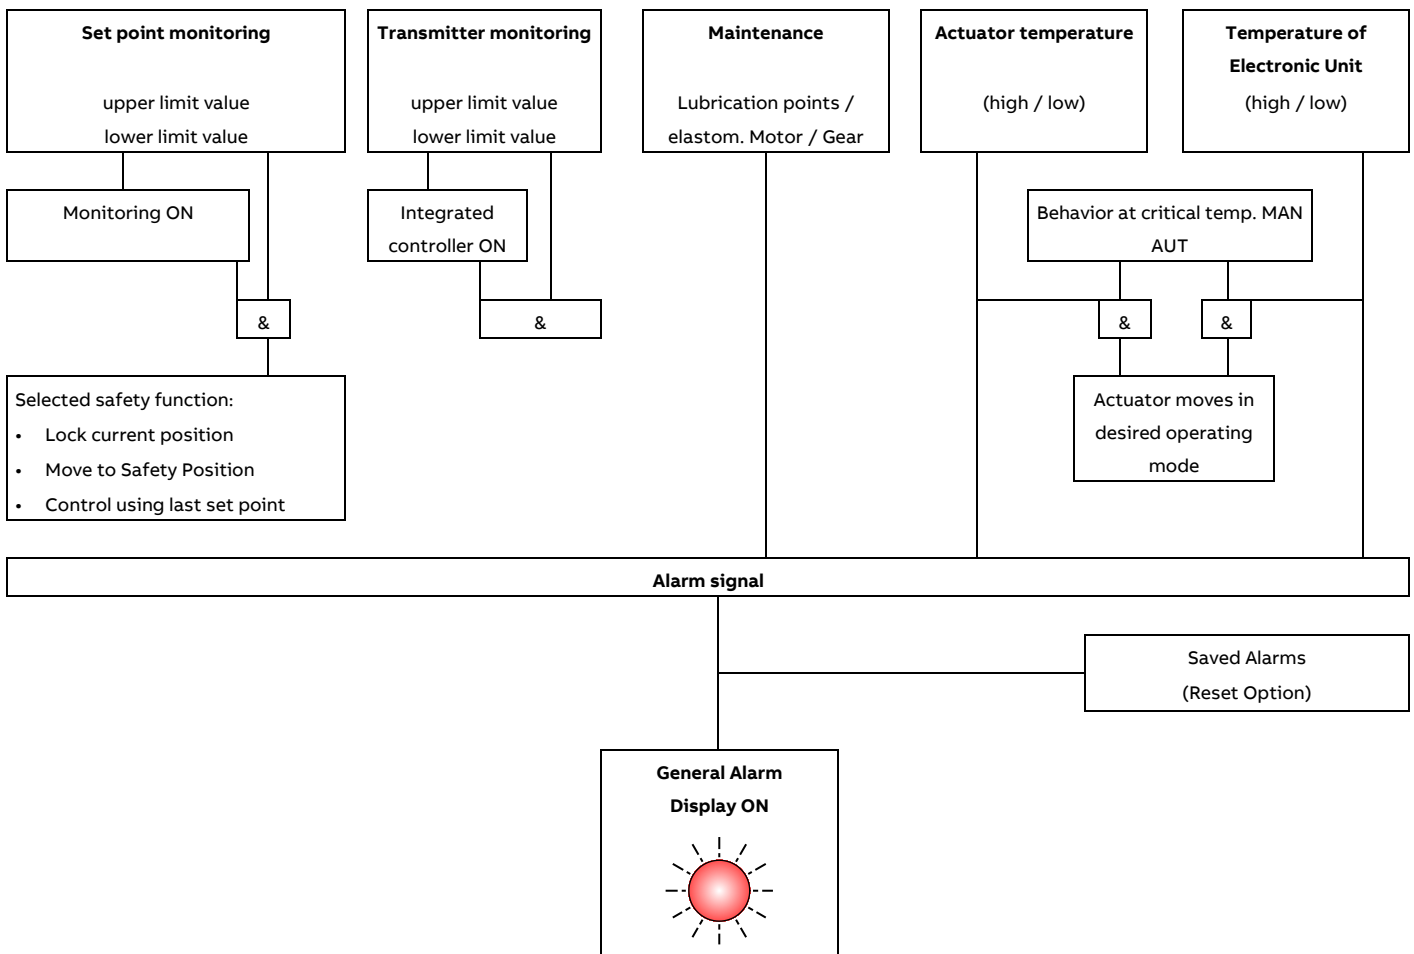 Set point monitoring
upper limit value
lower limit value
Transmitter monitoring
upper limit value
lower limit value
Maintenance
Lubrication points /
elastom. Motor / Gear
Actuator temperature
(high / low)
Temperature of
Electronic Unit
(high / low)
Monitoring ON
Integrated
controller ON
Behavior at critical temp. MAN
AUT
&
&
&
&
Selected safety function:
• Lock current position
• Move to Safety Position
• Control using last set point
Actuator moves in
desired operating
mode
Alarm signal
Saved Alarms
(Reset Option)
General Alarm
Display ON